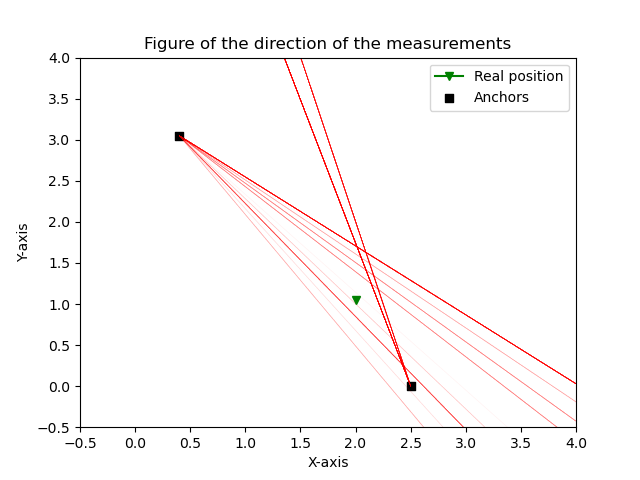 Figure of the direction of the measurements
Real position
Anchors
4.0
3.5
3.0
2.5
2.0
1.5
1.0
0.5
0.0
−0.5
Y-axis
−0.5 0.0 0.5 1.0 1.5 2.0 2.5 3.0 3.5 4.0
X-axis